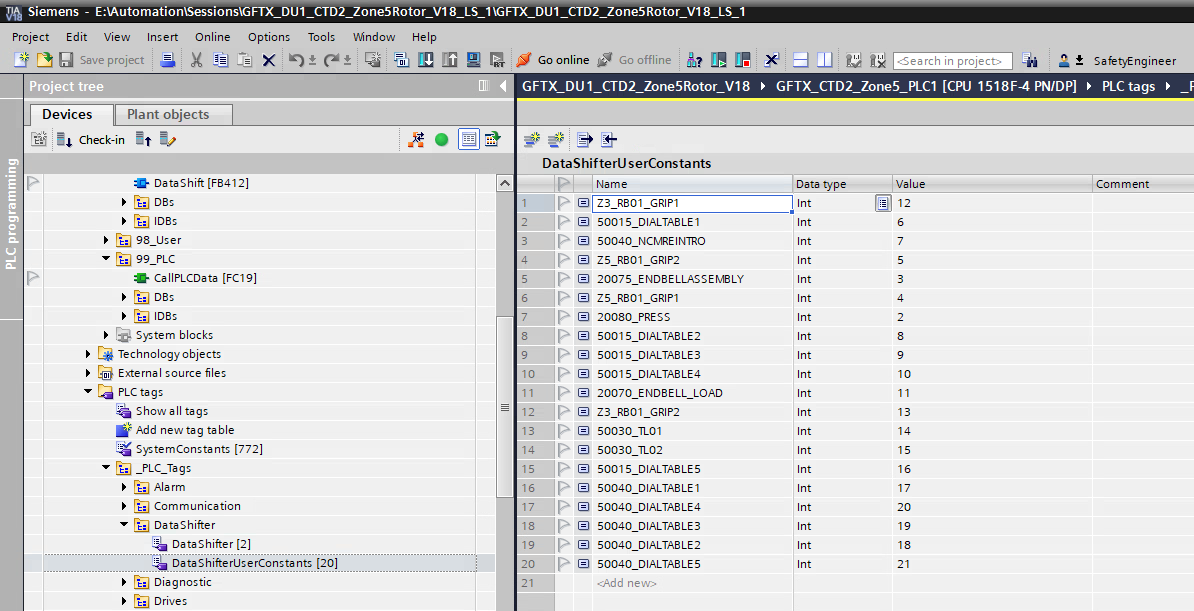 TIA V18 Siemens - E:\Automation\Sessions\GFTX_DU1_CTD2_Zone5Rotor_V18_LS_1\GFTX_DU1_CTD2_Zone5Rotor_V18_LS_1
Project Edit View Insert Online Options Tools Window Help
Save project Go online Go offline <Search in project> SafetyEngineer
Project tree
GFTX_DU1_CTD2_Zone5Rotor_V18 GFTX_CTD2_Zone5_PLC1 [CPU 1518F-4 PN/DP] PLC tags
Devices Plant objects
Check-in
PLC programming
DataShift [FB412]
DBs
IDBs
98_User
99_PLC
CallPLCData [FC19]
DBs
IDBs
System blocks
Technology objects
External source files
PLC tags
Show all tags
Add new tag table
SystemConstants [772]
_PLC_Tags
Alarm
Communication
DataShifter
DataShifter [2]
DataShifterUserConstants [20]
Diagnostic
Drives
DataShifterUserConstants
Name Data type Value Comment
1 Z3_RB01_GRIP1 Int 12
2 50015_DIALTABLE1 Int 6
3 50040_NCMREINTRO Int 7
4 Z5_RB01_GRIP2 Int 5
5 20075_ENDBELLASSEMBLY Int 3
6 Z5_RB01_GRIP1 Int 4
7 20080_PRESS Int 2
8 50015_DIALTABLE2 Int 8
9 50015_DIALTABLE3 Int 9
10 50015_DIALTABLE4 Int 10
11 20070_ENDBELL_LOAD Int 11
12 Z3_RB01_GRIP2 Int 13
13 50030_TL01 Int 14
14 50030_TL02 Int 15
15 50015_DIALTABLE5 Int 16
16 50040_DIALTABLE1 Int 17
17 50040_DIALTABLE4 Int 20
18 50040_DIALTABLE3 Int 19
19 50040_DIALTABLE2 Int 18
20 50040_DIALTABLE5 Int 21
21 <Add new>